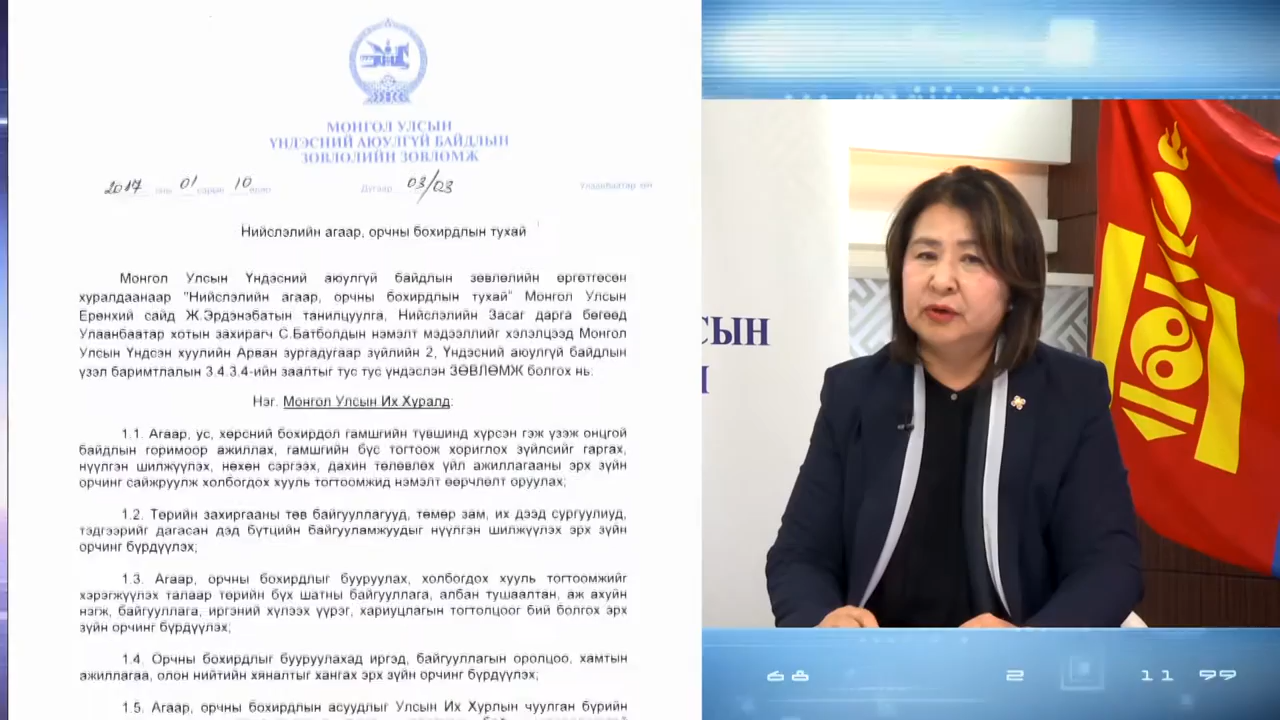 МОНГОЛ УЛСЫН
ҮНДЭСНИЙ АЮУЛГҮЙ БАЙДЛЫН
ЗӨВЛӨЛИЙН ЗӨВЛӨМЖ
2017 оны 01 сарын 10 өдөр Дугаар 03/03 Улаанбаатар хот
Нийслэлийн агаар, орчны бохирдлын тухай
Монгол Улсын Үндэсний аюулгүй байдлын зөвлөлийн өргөтгөсөн
хуралдаанаар "Нийслэлийн агаар, орчны бохирдлын тухай" Монгол Улсын
Ерөнхий сайд Ж.Эрдэнэбатын танилцуулга, Нийслэлийн Засаг дарга бөгөөд
Улаанбаатар хотын захирагч С.Батболдын нэмэлт мэдээллийг хэлэлцээд Монгол
Улсын Үндсэн хуулийн Арван зургадугаар зүйлийн 2, Үндэсний аюулгүй байдлын
үзэл баримтлалын 3.4.3.4-ийн заалтыг тус тус үндэслэн ЗӨВЛӨМЖ болгох нь:
Нэг. Монгол Улсын Их Хуралд:
1.1. Агаар, ус, хөрсний бохирдол гамшгийн түвшинд хүрсэн гэж үзэж онцгой
байдлын горимоор ажиллах, гамшгийн бүс тогтоож хориглох зүйлсийг гаргах,
нүүлгэн шилжүүлэх, нөхөн сэргээх, дахин төлөвлөх үйл ажиллагааны эрх зүйн
орчинг сайжруулж холбогдох хууль тогтоомжид нэмэлт өөрчлөлт оруулах;
1.2. Төрийн захиргааны төв байгууллагууд, төмөр зам, их дээд сургуулиуд,
тэдгээрийг дагасан дэд бүтцийн байгууламжуудыг нүүлгэн шилжүүлэх эрх зүйн
орчинг бүрдүүлэх;
1.3. Агаар, орчны бохирдлыг бууруулах, холбогдох хууль тогтоомжийг
хэрэгжүүлэх талаар төрийн бүх шатны байгууллага, албан тушаалтан, аж ахуйн
нэгж, байгууллага, иргэний хүлээх үүрэг, хариуцлагын тогтолцоог бий болгох эрх
зүйн орчинг бүрдүүлэх;
1.4. Орчны бохирдлыг бууруулахад иргэд, байгууллагын оролцоо, хамтын
ажиллагаа, олон нийтийн хяналтыг хангах эрх зүйн орчинг бүрдүүлэх;
1.5. Агаар, орчны бохирдлын асуудлыг Улсын Их Хурлын чуулган бүрийн
СЫН
68 2 11 99